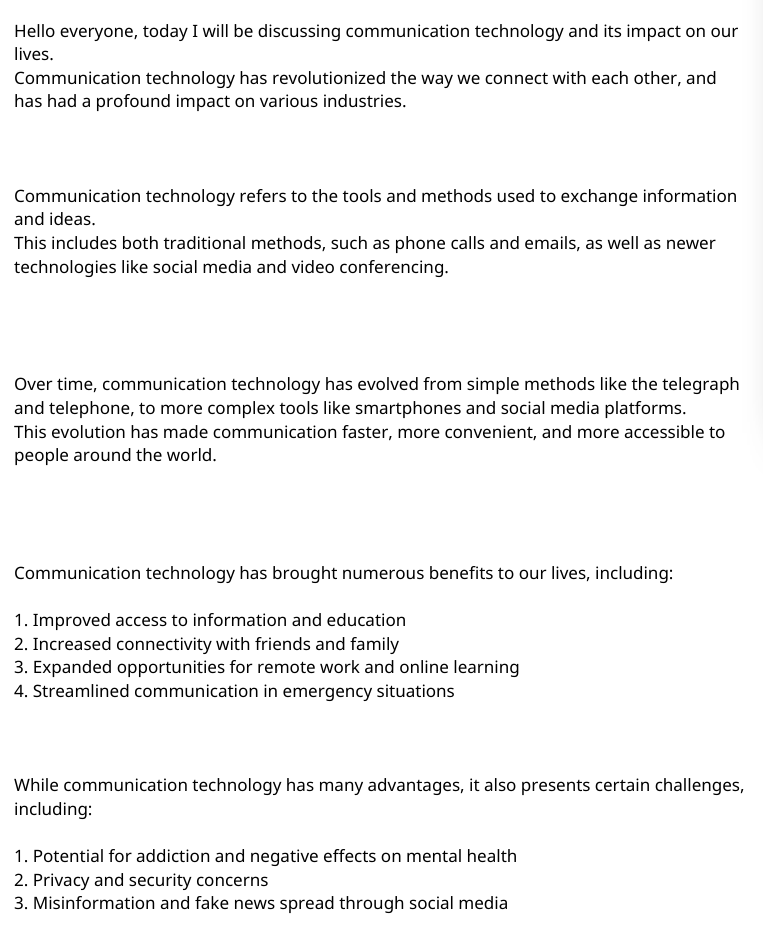 Hello everyone, today I will be discussing communication technology and its impact on our
lives.
Communication technology has revolutionized the way we connect with each other, and
has had a profound impact on various industries.
Communication technology refers to the tools and methods used to exchange information
and ideas.
This includes both traditional methods, such as phone calls and emails, as well as newer
technologies like social media and video conferencing.
Over time, communication technology has evolved from simple methods like the telegraph
and telephone, to more complex tools like smartphones and social media platforms.
This evolution has made communication faster, more convenient, and more accessible to
people around the world.
Communication technology has brought numerous benefits to our lives, including:
1. Improved access to information and education
2. Increased connectivity with friends and family
3. Expanded opportunities for remote work and online learning
4. Streamlined communication in emergency situations
While communication technology has many advantages, it also presents certain challenges,
including:
1. Potential for addiction and negative effects on mental health
2. Privacy and security concerns
3. Misinformation and fake news spread through social media